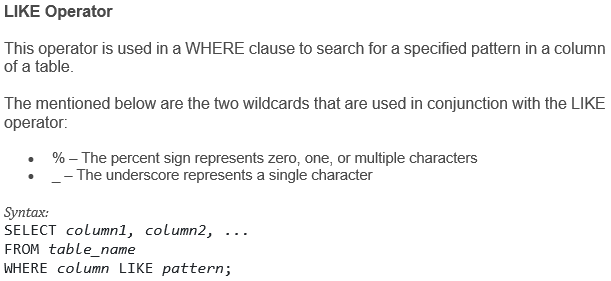 LIKE Operator
This operator is used in a WHERE clause to search for a specified pattern in a column
of a table.
The mentioned below are the two wildcards that are used in conjunction with the LIKE
operator:
• % – The percent sign represents zero, one, or multiple characters
• _ – The underscore represents a single character
Syntax:
SELECT column1, column2, ...
FROM table_name
WHERE column LIKE pattern;